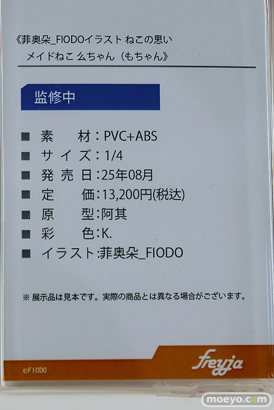 《菲奥朵_FIODOイラスト ねこの思い
メイドねこ 么ちゃん（もちゃん》
監修中
■ 素　　材：PVC+ABS
■ サ イ ズ：1/4
■ 発 売 日：25年08月
■ 定　　価：13,200円(税込)
■ 原　　型：阿其
■ 彩　　色：K.
■ イラスト:菲奥朵_FIODO
※ 展示品は見本です。実際の商品とは異なる場合がございます。
©FIODO
freyja
moeyo.com